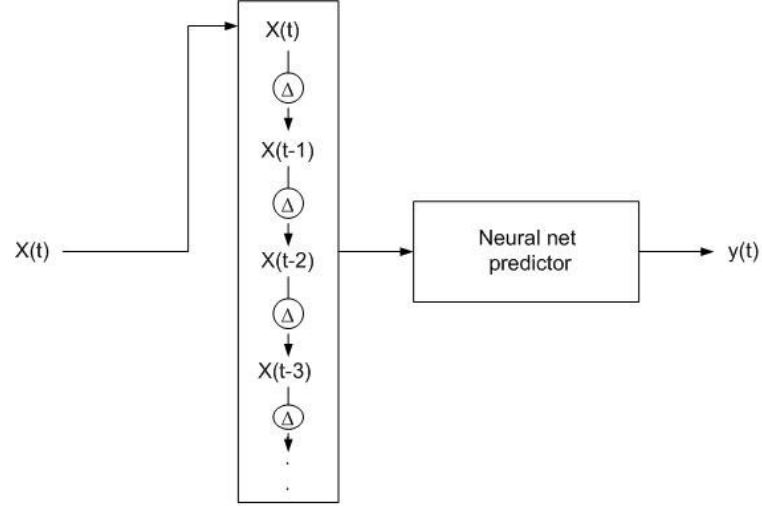 X(t)
X(t)
Δ
X(t-1)
Δ
X(t-2)
Δ
X(t-3)
Δ
.
.
Neural net
predictor
y(t)